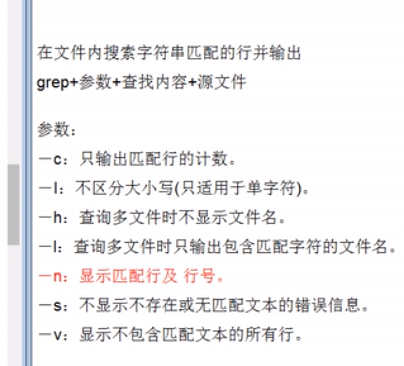 在文件内搜索字符串匹配的行并输出
grep+参数+查找内容+源文件
参数：
－c：只输出匹配行的计数。
－I：不区分大小写(只适用于单字符)。
－h：查询多文件时不显示文件名。
－l：查询多文件时只输出包含匹配字符的文件名。
－n：显示匹配行及 行号。
－s：不显示不存在或无匹配文本的错误信息。
－v：显示不包含匹配文本的所有行。